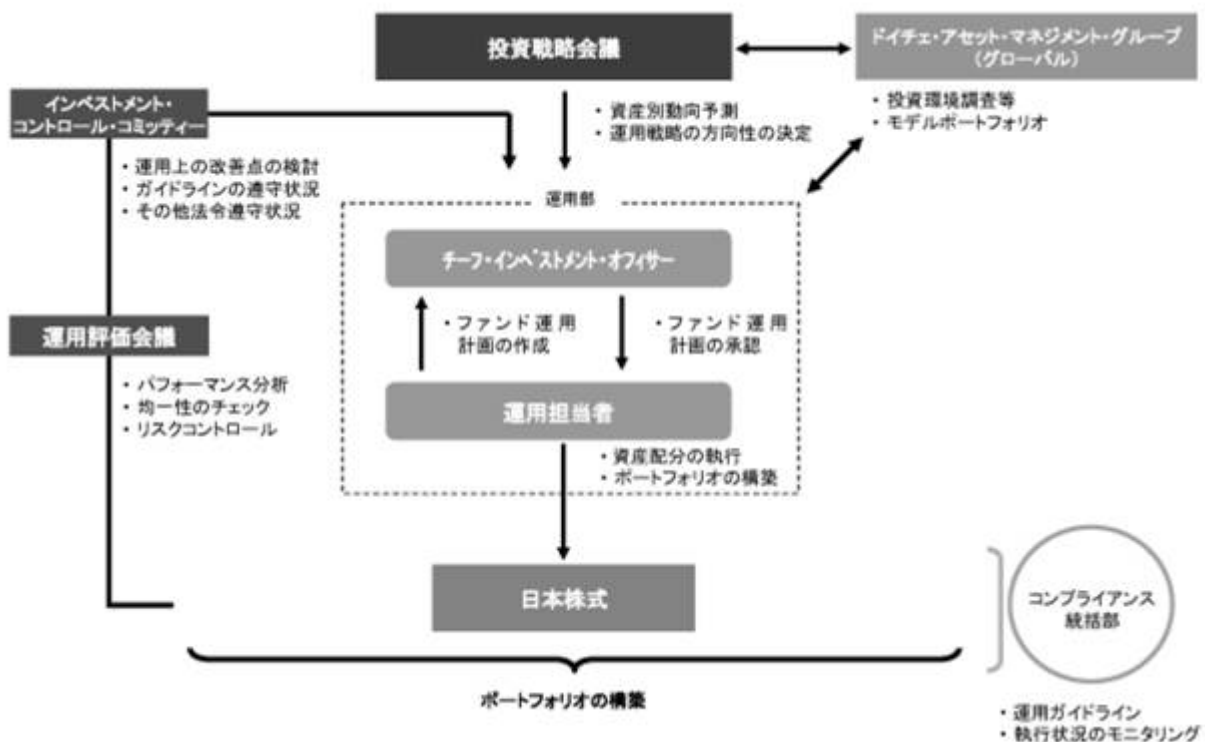 投資戦略会議
ドイチェ・アセット・マネジメント・グループ
(グローバル)
・投資環境調査等
・モデルポートフォリオ
インベストメント・
コントロール・コミッティー
・資産別動向予測
・運用戦略の方向性の決定
・運用上の改善点の検討
・ガイドラインの遵守状況
・その他法令遵守状況
運用部
チーフ・インベストメント・オフィサー
・ファンド運用
計画の作成
・ファンド運用
計画の承認
運用評価会議
・パフォーマンス分析
・均一性のチェック
・リスクコントロール
運用担当者
・資産配分の執行
・ポートフォリオの構築
日本株式
コンプライアンス
統括部
ポートフォリオの構築
・運用ガイドライン
・執行状況のモニタリング